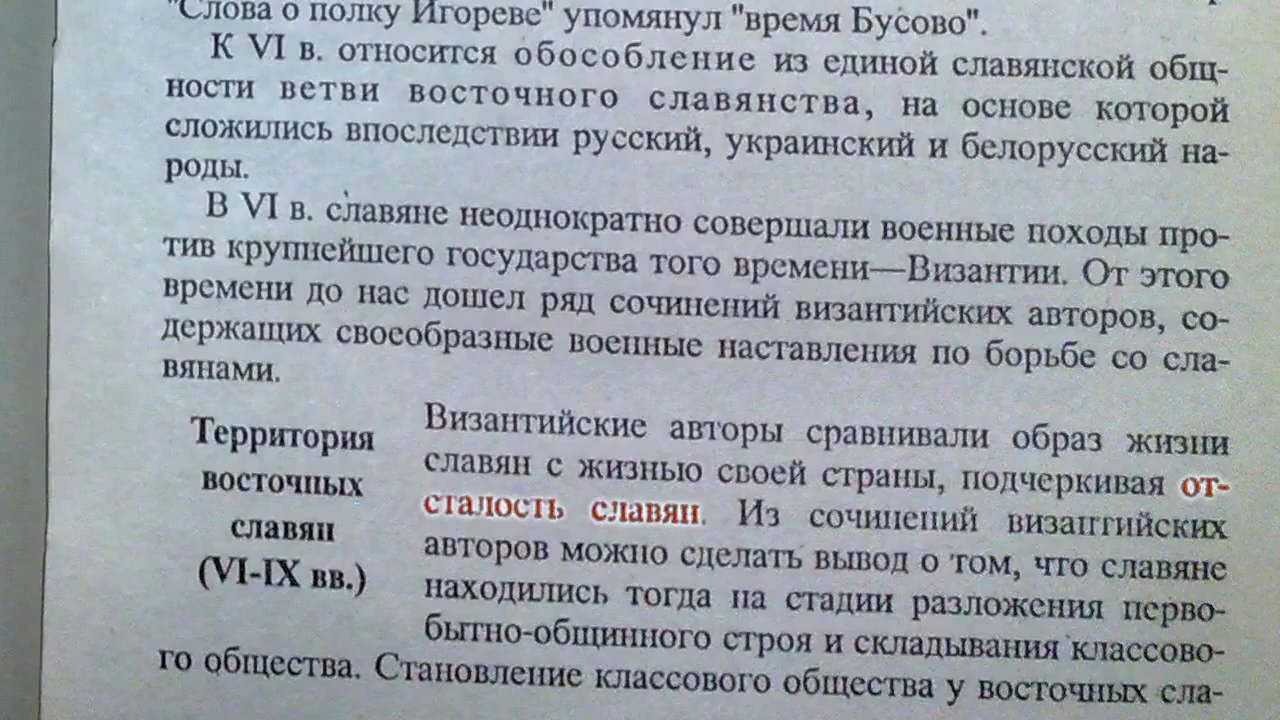 "Слова о полку Игореве" упомянул "время Бусово".
К VI в. относится обособление из единой славянской общ-
ности ветви восточного славянства, на основе которой
сложились впоследствии русский, украинский и белорусский на-
роды.
В VI в. славяне неоднократно совершали военные походы про-
тив крупнейшего государства того времени—Византии. От этого
времени до нас дошел ряд сочинений византийских авторов, со-
держащих своеобразные военные наставления по борьбе со сла-
вянами.
Территория
восточных
славян
(VI-IX вв.)
Византийские авторы сравнивали образ жизни
славян с жизнью своей страны, подчеркивая от-
сталость славян. Из сочинений византийских
авторов можно сделать вывод о том, что славяне
находились тогда на стадии разложения перво-
бытно-общинного строя и складывания классово-
го общества. Становление классового общества у восточных сла-